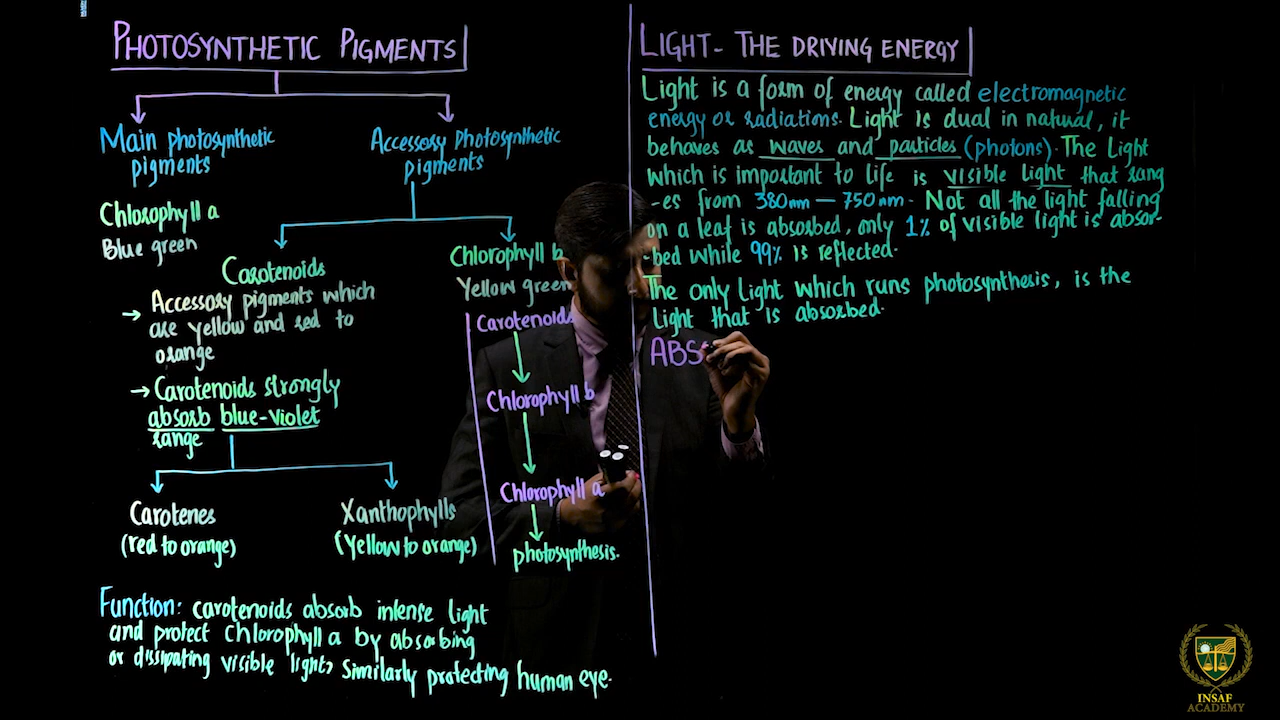 PHOTOSYNTHETIC PIGMENTS
Main photosynthetic
pigments
Accessory Photosynthetic
pigments
Chlorophyll a
Blue green
Carotenoids
→ Accessory pigments which
are yellow and red to
orange
→ Carotenoids strongly
absorb blue-violet
range
Carotenes
(red to orange)
Xanthophylls
(Yellow to orange)
Chlorophyll b
Yellow green
Carotenoids
Chlorophyll b
Chlorophyll a
photosynthesis.
Function: carotenoids absorb intense light
and protect chlorophyll a by absorbing
or dissipating visible light, similarly protecting human eye.
LIGHT- THE DRIVING ENERGY
Light is a form of energy called electromagnetic
energy or radiations. Light is dual in natural, it
behaves as waves and particles (photons). The Light
which is important to life is visible light that rang
-es from 380nm — 750nm. Not all the light falling
on a leaf is absorbed, only 1% of visible light is absor-
-bed while 99% is reflected.
The only light which runs photosynthesis, is the
Light that is absorbed.
ABS
INSAF
ACADEMY